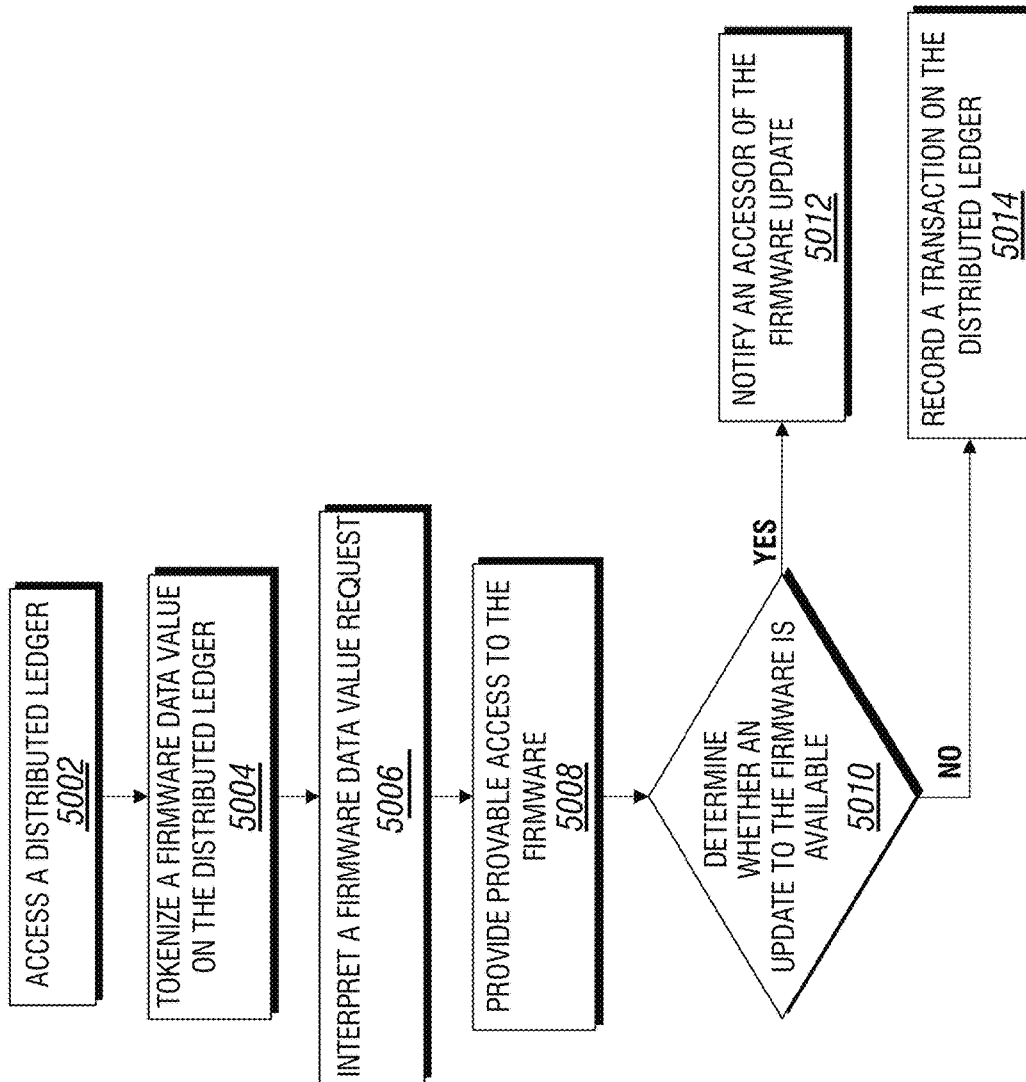 ACCESS A DISTRIBUTED LEDGER
5002
TOKENIZE A FIRMWARE DATA VALUE
ON THE DISTRIBUTED LEDGER
5004
INTERPRET A FIRMWARE DATA VALUE REQUEST
5006
PROVIDE PROVABLE ACCESS TO THE
FIRMWARE
5008
DETERMINE
WHETHER AN
UPDATE TO THE FIRMWARE IS
AVAILABLE
5010
YES
NOTIFY AN ACCESSOR OF THE
FIRMWARE UPDATE
5012
NO
RECORD A TRANSACTION ON THE
DISTRIBUTED LEDGER
5014